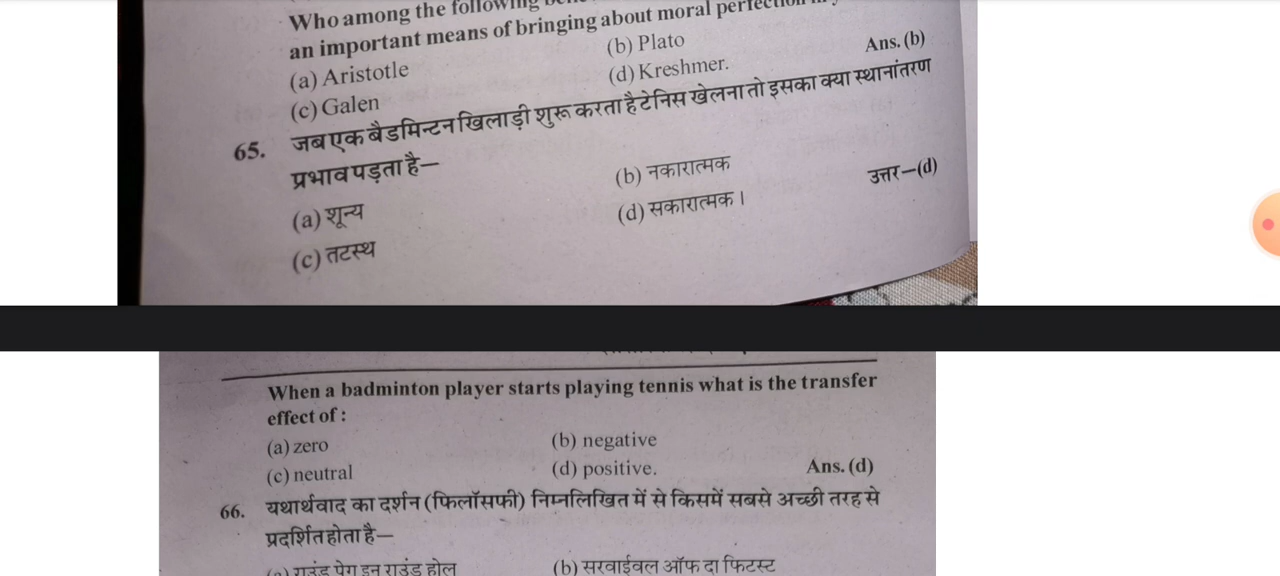 Who among the following
an important means of bringing about moral perfection
(a) Aristotle
(b) Plato
(c) Galen
(d) Kreshmer.
Ans. (b)
65. जब एक बैडमिन्टन खिलाड़ी शुरू करता है टेनिस खेलना तो इसका क्या स्थानांतरण
प्रभाव पड़ता है—
(a) शून्य
(b) नकारात्मक
(c) तटस्थ
(d) सकारात्मक।
उत्तर—(d)
When a badminton player starts playing tennis what is the transfer
effect of :
(a) zero
(b) negative
(c) neutral
(d) positive.
Ans. (d)
66. यथार्थवाद का दर्शन (फिलॉसफी) निम्नलिखित में से किसमें सबसे अच्छी तरह से
प्रदर्शित होता है—
(a) राउंड पेग इन राउंड होल
(b) सरवाईवल ऑफ दा फिटस्ट